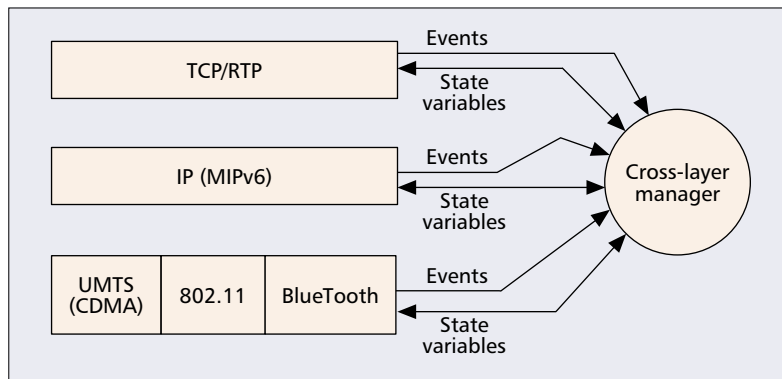 Events
TCP/RTP
State
variables
Events
IP (MIPv6)
Cross-layer
manager
State
variables
Events
UMTS
(CDMA)
802.11
BlueTooth
State
variables